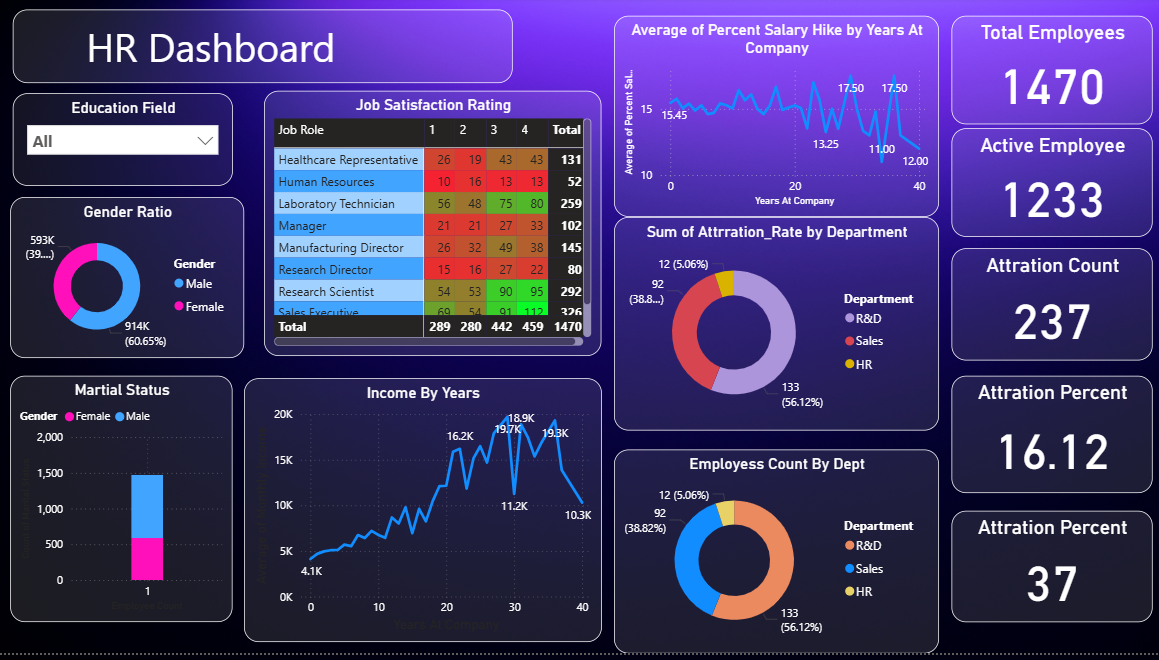 HR Dashboard
Education Field
All
Gender Ratio
593K
(39....)
Gender
Male
Female
914K
(60.65%)
Martial Status
Gender Female Male
2,000
1,500
1,000
500
0
1
Job Satisfaction Rating
Job Role 1 2 3 4 Total
Healthcare Representative 26 19 43 43 131
Human Resources 10 16 13 13 52
Laboratory Technician 56 48 75 80 259
Manager 21 21 27 33 102
Manufacturing Director 26 32 49 38 145
Research Director 15 16 27 22 80
Research Scientist 54 53 90 95 292
Sales Executive 69 54 91 112 326
Total 289 280 442 459 1470
Income By Years
20K
15K
10K
5K
0K
4.1K
16.2K
19.7K
18.9K
11.2K
19.3K
10.3K
0 10 20 30 40
Years At Company
Average of Percent Salary Hike by Years At
Company
Average of Percent Sal...
15
10
15.45
13.25
17.50
11.00
17.50
12.00
0 20 40
Years At Company
Sum of Attrration_Rate by Department
12 (5.06%)
92
(38.8...)
133
(56.12%)
Department
R&D
Sales
HR
Employess Count By Dept
12 (5.06%)
92
(38.82%)
133
(56.12%)
Department
R&D
Sales
HR
Total Employees
1470
Active Employee
1233
Attration Count
237
Attration Percent
16.12
Attration Percent
37